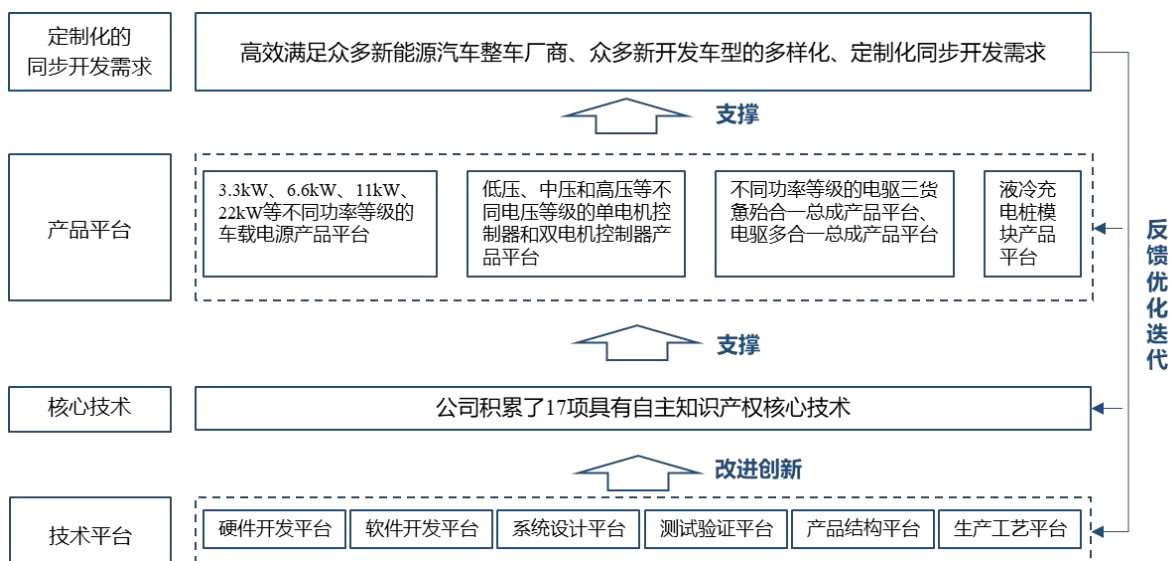 定制化的
同步开发需求
高效满足众多新能源汽车整车厂商、众多新开发车型的多样化、定制化同步开发需求
支撑
产品平台
3.3kW、6.6kW、11kW、
22kW等不同功率等级的
车载电源产品平台
低压、中压和高压等不
同电压等级的单电机控
制器和双电机控制器产
品平台
不同功率等级的电驱三货
惫殆合一总成产品平台、
电驱多合一总成产品平台
液冷充
电桩模
块产品
平台
反馈优化迭代
支撑
核心技术
公司积累了17项具有自主知识产权核心技术
改进创新
技术平台
硬件开发平台
软件开发平台
系统设计平台
测试验证平台
产品结构平台
生产工艺平台